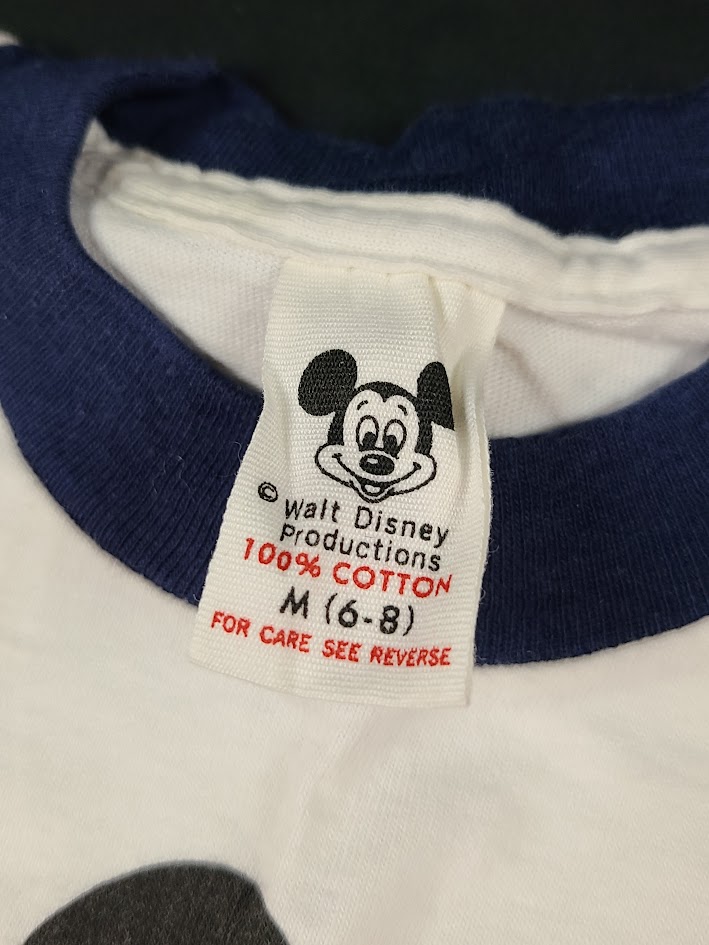 © Walt Disney
Productions
100% COTTON
M (6-8)
FOR CARE SEE REVERSE